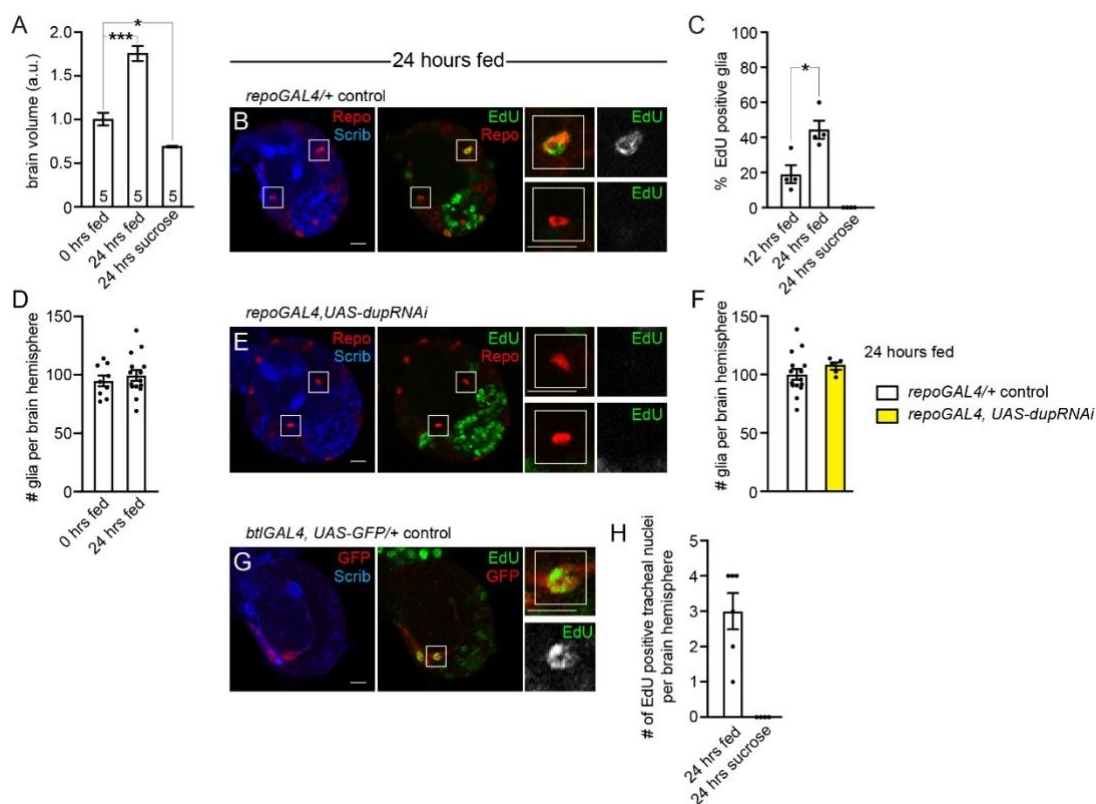 A
brain volume (a.u.)
2.0
1.5
1.0
0.5
0
***
*
5
5
5
0 hrs fed
24 hrs fed
24 hrs sucrose
24 hours fed
repoGAL4/+ control
B
Repo
Scrib
EdU
Repo
EdU
EdU
C
% EdU positive glia
100
80
60
40
20
0
*
12 hrs fed
24 hrs fed
24 hrs sucrose
D
# glia per brain hemisphere
150
100
50
0
0 hrs fed
24 hrs fed
repoGAL4,UAS-dupRNAi
E
Repo
Scrib
EdU
Repo
EdU
EdU
F
# glia per brain hemisphere
150
100
50
0
24 hours fed
repoGAL4/+ control
repoGAL4, UAS-dupRNAi
btlGAL4, UAS-GFP/+ control
G
GFP
Scrib
EdU
GFP
EdU
H
# of EdU positive tracheal nuclei
per brain hemisphere
5
4
3
2
1
0
24 hrs fed
24 hrs sucrose